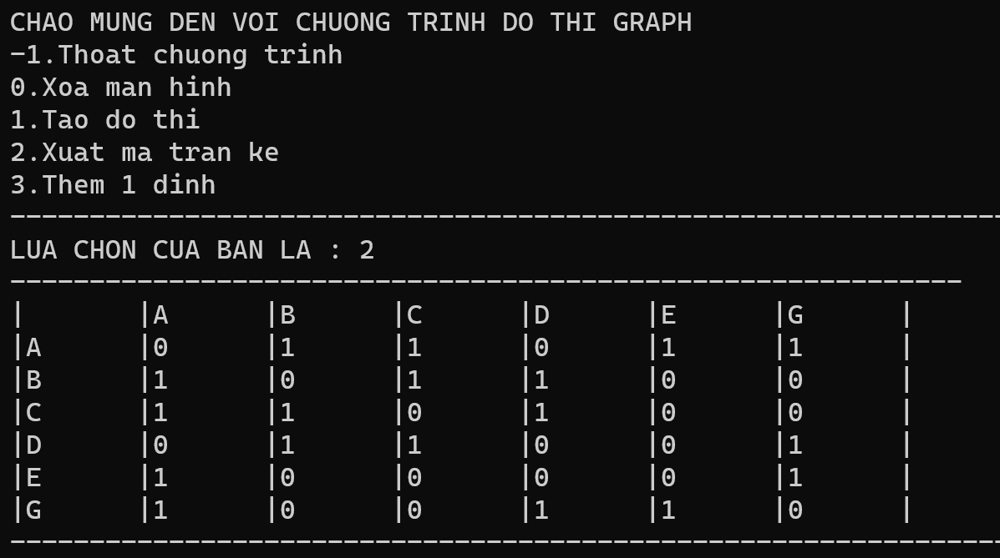 CHAO MUNG DEN VOI CHUONG TRINH DO THI GRAPH
-1.Thoat chuong trinh
0.Xoa man hinh
1.Tao do thi
2.Xuat ma tran ke
3.Them 1 dinh
---------------------------------------------------------------
LUA CHON CUA BAN LA : 2
------------------------------------------------------------
|       |A      |B      |C      |D      |E      |G      |
|A      |0      |1      |1      |0      |1      |1      |
|B      |1      |0      |1      |1      |0      |0      |
|C      |1      |1      |0      |1      |0      |0      |
|D      |0      |1      |1      |0      |0      |1      |
|E      |1      |0      |0      |0      |0      |1      |
|G      |1      |0      |0      |1      |1      |0      |
---------------------------------------------------------------